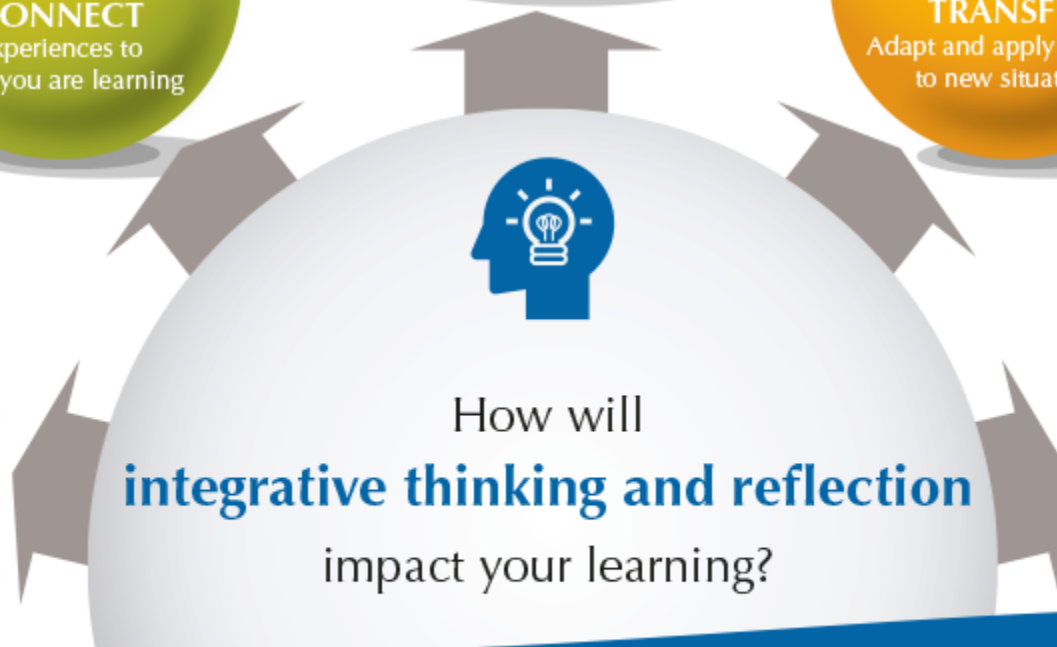 ONNECT
xperiences to
you are learning
TRANSF
Adapt and apply
to new situat
How will
integrative thinking and reflection
impact your learning?